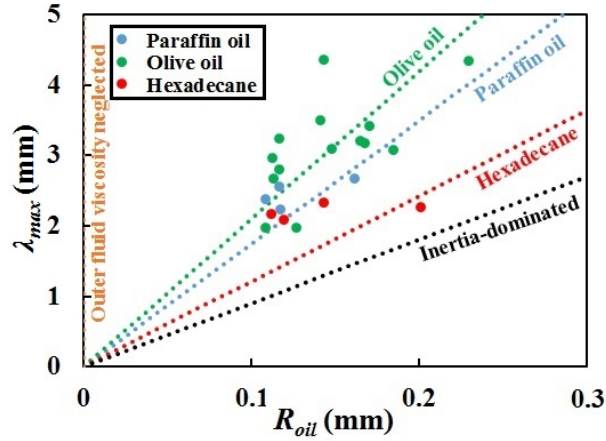 5
4
3
2
1
0
λmax (mm)
Outer fluid viscosity neglected
Paraffin oil
Olive oil
Hexadecane
Olive oil
Paraffin oil
Hexadecane
Inertia-dominated
0 0.1 0.2 0.3
Roil (mm)